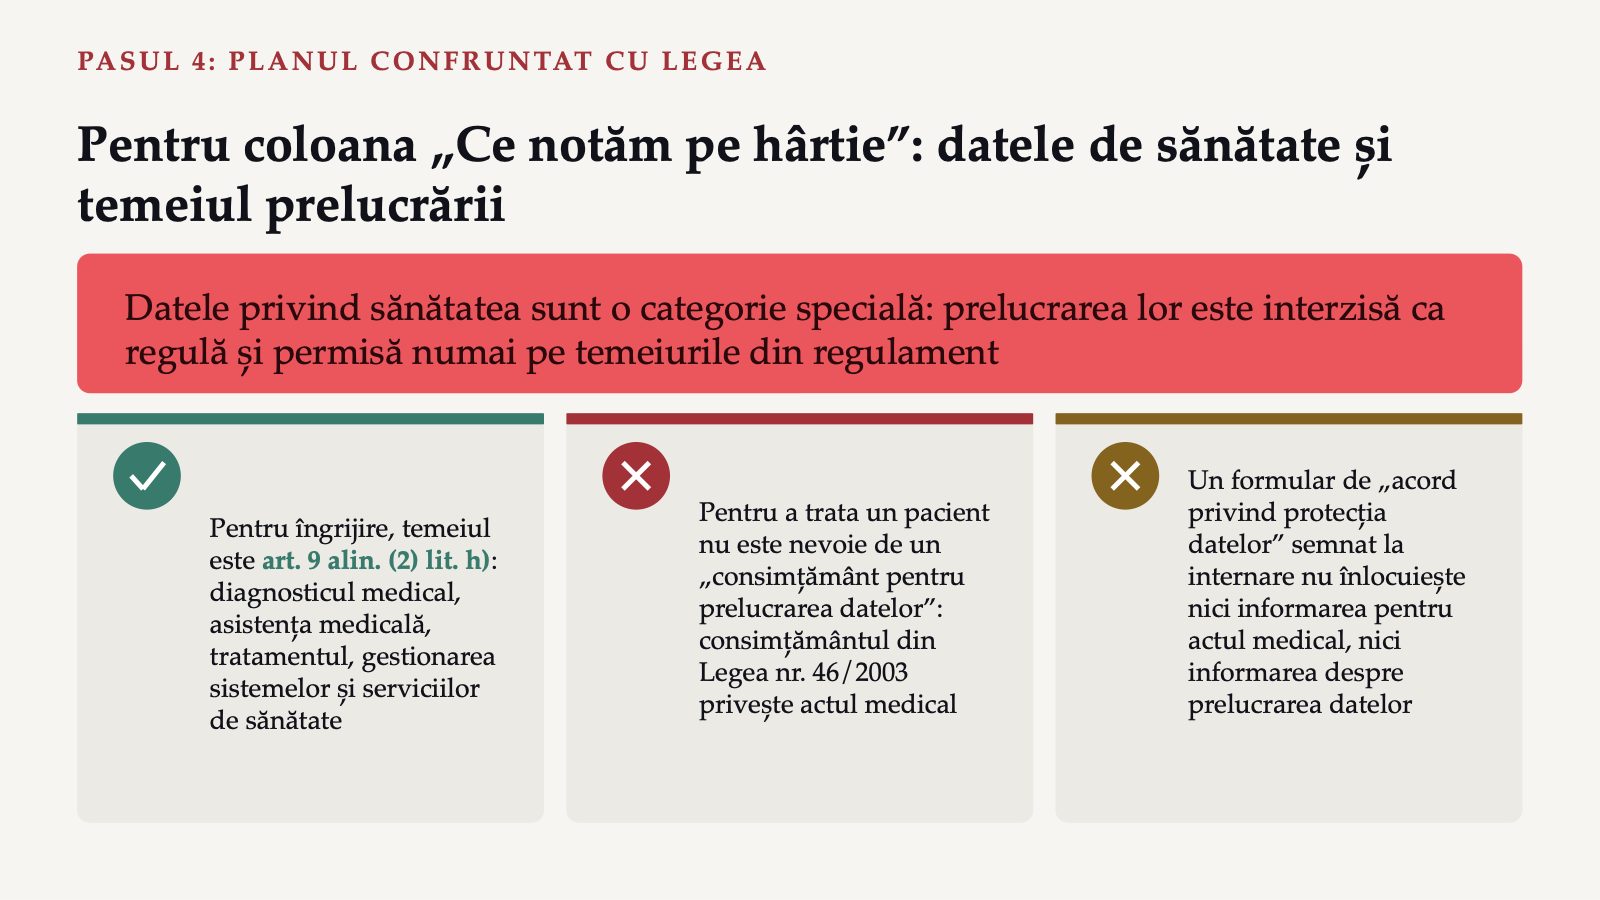 PASUL 4: PLANUL CONFRUNTAT CU LEGEA
Pentru coloana „Ce notăm pe hârtie”: datele de sănătate și
temeiul prelucrării
Datele privind sănătatea sunt o categorie specială: prelucrarea lor este interzisă ca
regulă și permisă numai pe temeiurile din regulament
Pentru îngrijire, temeiul
este art. 9 alin. (2) lit. h):
diagnosticul medical,
asistența medicală,
tratamentul, gestionarea
sistemelor și serviciilor
de sănătate
Pentru a trata un pacient
nu este nevoie de un
„consimțământ pentru
prelucrarea datelor”:
consimțământul din
Legea nr. 46/2003
privește actul medical
Un formular de „acord
privind protecția
datelor” semnat la
internare nu înlocuiește
nici informarea pentru
actul medical, nici
informarea despre
prelucrarea datelor